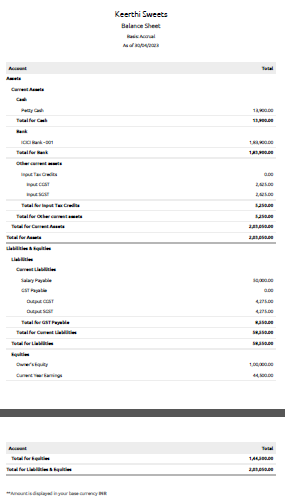 Keerthi Sweets
Balance Sheet
Basis: Accrual
As of 30/04/2023
Account Total
Assets
Current Assets
Cash
Petty Cash 13,900.00
Total for Cash 13,900.00
Bank
ICICI Bank -001 1,83,900.00
Total for Bank 1,83,900.00
Other current assets
Input Tax Credits 0.00
Input CGST 2,625.00
Input SGST 2,625.00
Total for Input Tax Credits 5,250.00
Total for Other current assets 5,250.00
Total for Current Assets 2,03,050.00
Total for Assets 2,03,050.00
Liabilities & Equities
Liabilities
Current Liabilities
Salary Payable 50,000.00
GST Payable 0.00
Output CGST 4,275.00
Output SGST 4,275.00
Total for GST Payable 8,550.00
Total for Current Liabilities 58,550.00
Total for Liabilities 58,550.00
Equities
Owner's Equity 1,00,000.00
Current Year Earnings 44,500.00
Account Total
Total for Equities 1,44,500.00
Total for Liabilities & Equities 2,03,050.00
**Amount is displayed in your base currency INR